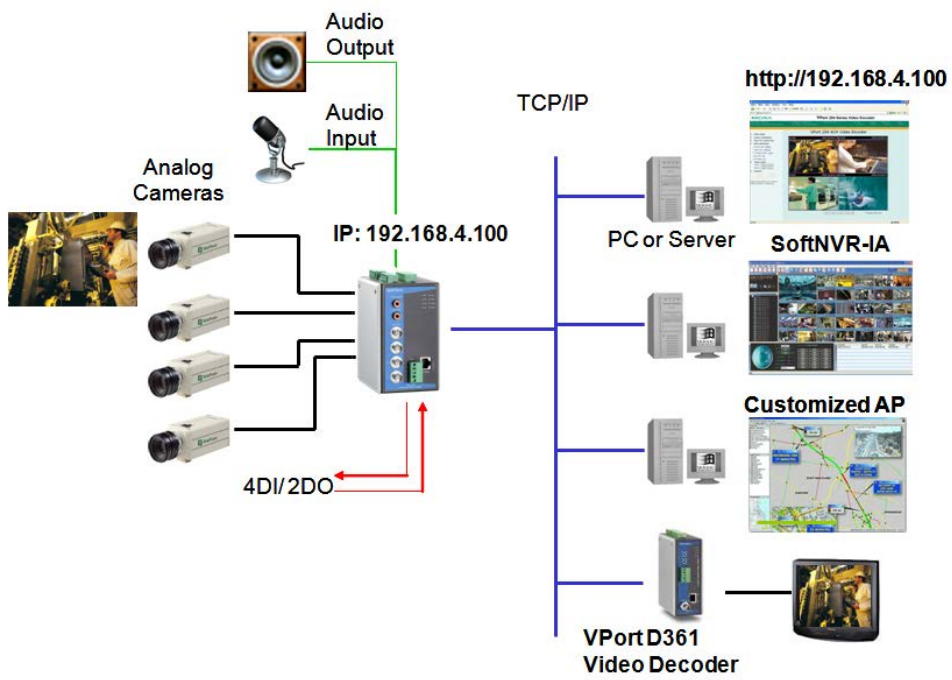 Audio
Output
Audio
Input
Analog
Cameras
IP: 192.168.4.100
4DI/2DO
TCP/IP
PC or Server
http://192.168.4.100
SoftNVR-IA
Customized AP
VPort D361
Video Decoder